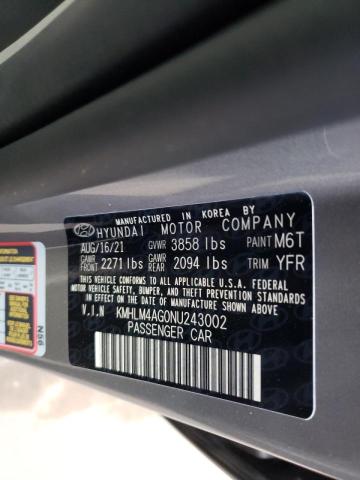 MANUFACTURED IN KOREA BY
HYUNDAI MOTOR COMPANY
AUG/16/21 GVWR 3858 lbs PAINT M6T
GAWR FRONT 2271 lbs GAWR REAR 2094 lbs TRIM YFR
THIS VEHICLE CONFORMS TO ALL APPLICABLE U.S.A. FEDERAL
MOTOR VEHICLE SAFETY, BUMPER, AND THEFT PREVENTION
STANDARDS IN EFFECT ON THE DATE OF MANUFACTURE SHOWN ABOVE.
V.I.N KMHLM4AG0NU243002
PASSENGER CAR
N56